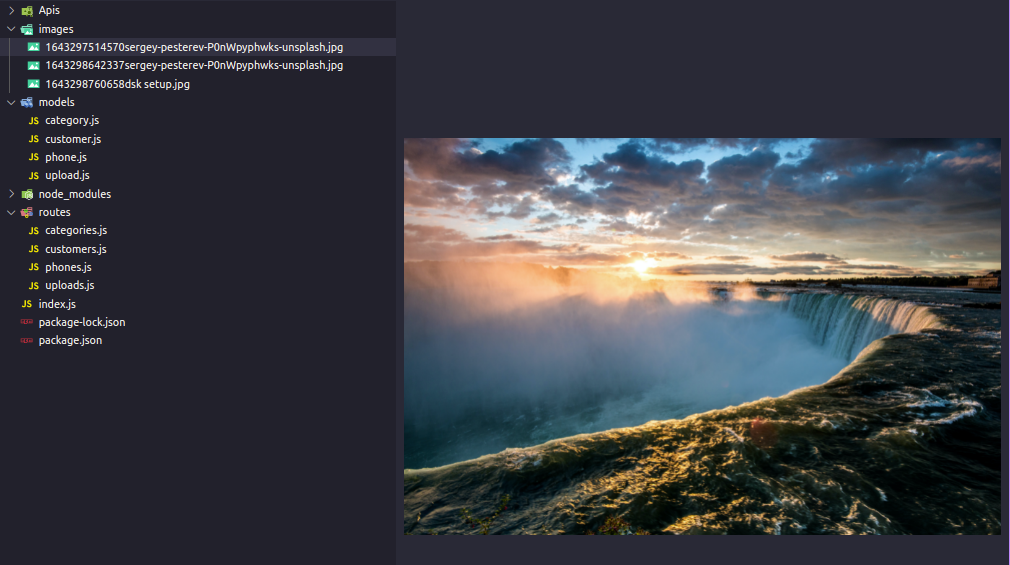 Apis
images
1643297514570sergey-pesterev-P0nWpyphwks-unsplash.jpg
1643298642337sergey-pesterev-P0nWpyphwks-unsplash.jpg
1643298760658dsk setup.jpg
models
JS category.js
JS customer.js
JS phone.js
JS upload.js
node_modules
routes
JS categories.js
JS customers.js
JS phones.js
JS uploads.js
JS index.js
package-lock.json
package.json